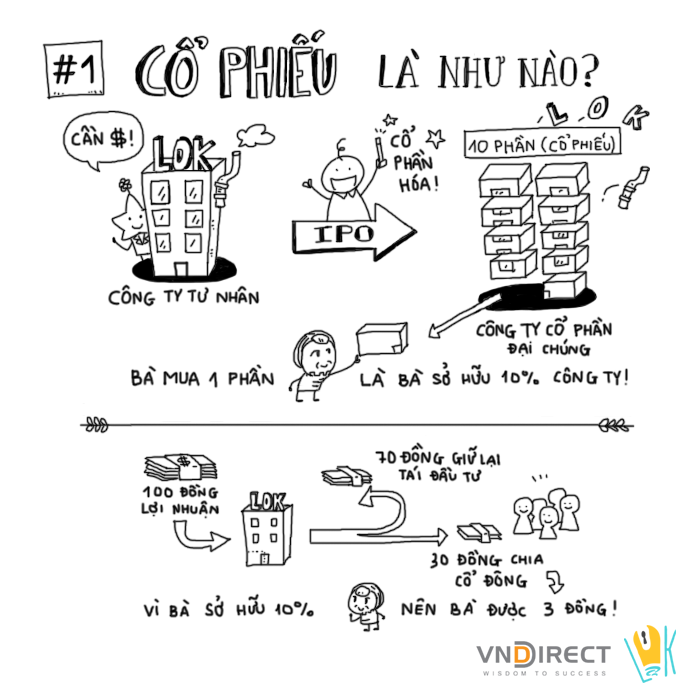 #1 CỔ PHIẾU LÀ NHƯ NÀO?
CẦN $!
LOK
CÔNG TY TƯ NHÂN
CỔ
PHẦN
HÓA!
IPO
LOK
10 PHẦN (CỔ PHIẾU)
CÔNG TY CỔ PHẦN
ĐẠI CHÚNG
BÀ MUA 1 PHẦN LÀ BÀ SỞ HỮU 10% CÔNG TY!
$
100 ĐỒNG
LỢI NHUẬN
LOK
70 ĐỒNG GIỮ LẠI
TÁI ĐẦU TƯ
30 ĐỒNG CHIA
CỔ ĐÔNG
VÌ BÀ SỞ HỮU 10% NÊN BÀ ĐƯỢC 3 ĐỒNG!
VNDIRECT
WISDOM TO SUCCESS
LOK